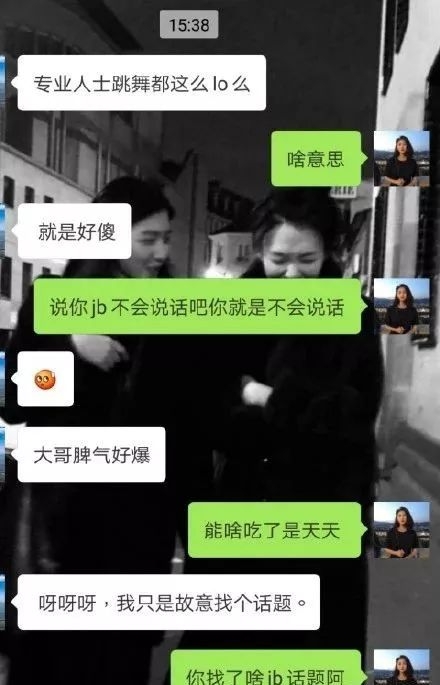 15:38
专业人士跳舞都这么lo么
啥意思
就是好傻
说你jb不会说话吧你就是不会说话
大哥脾气好爆
能啥吃了是天天
呀呀呀，我只是故意找个话题。
你找了啥jb话题阿